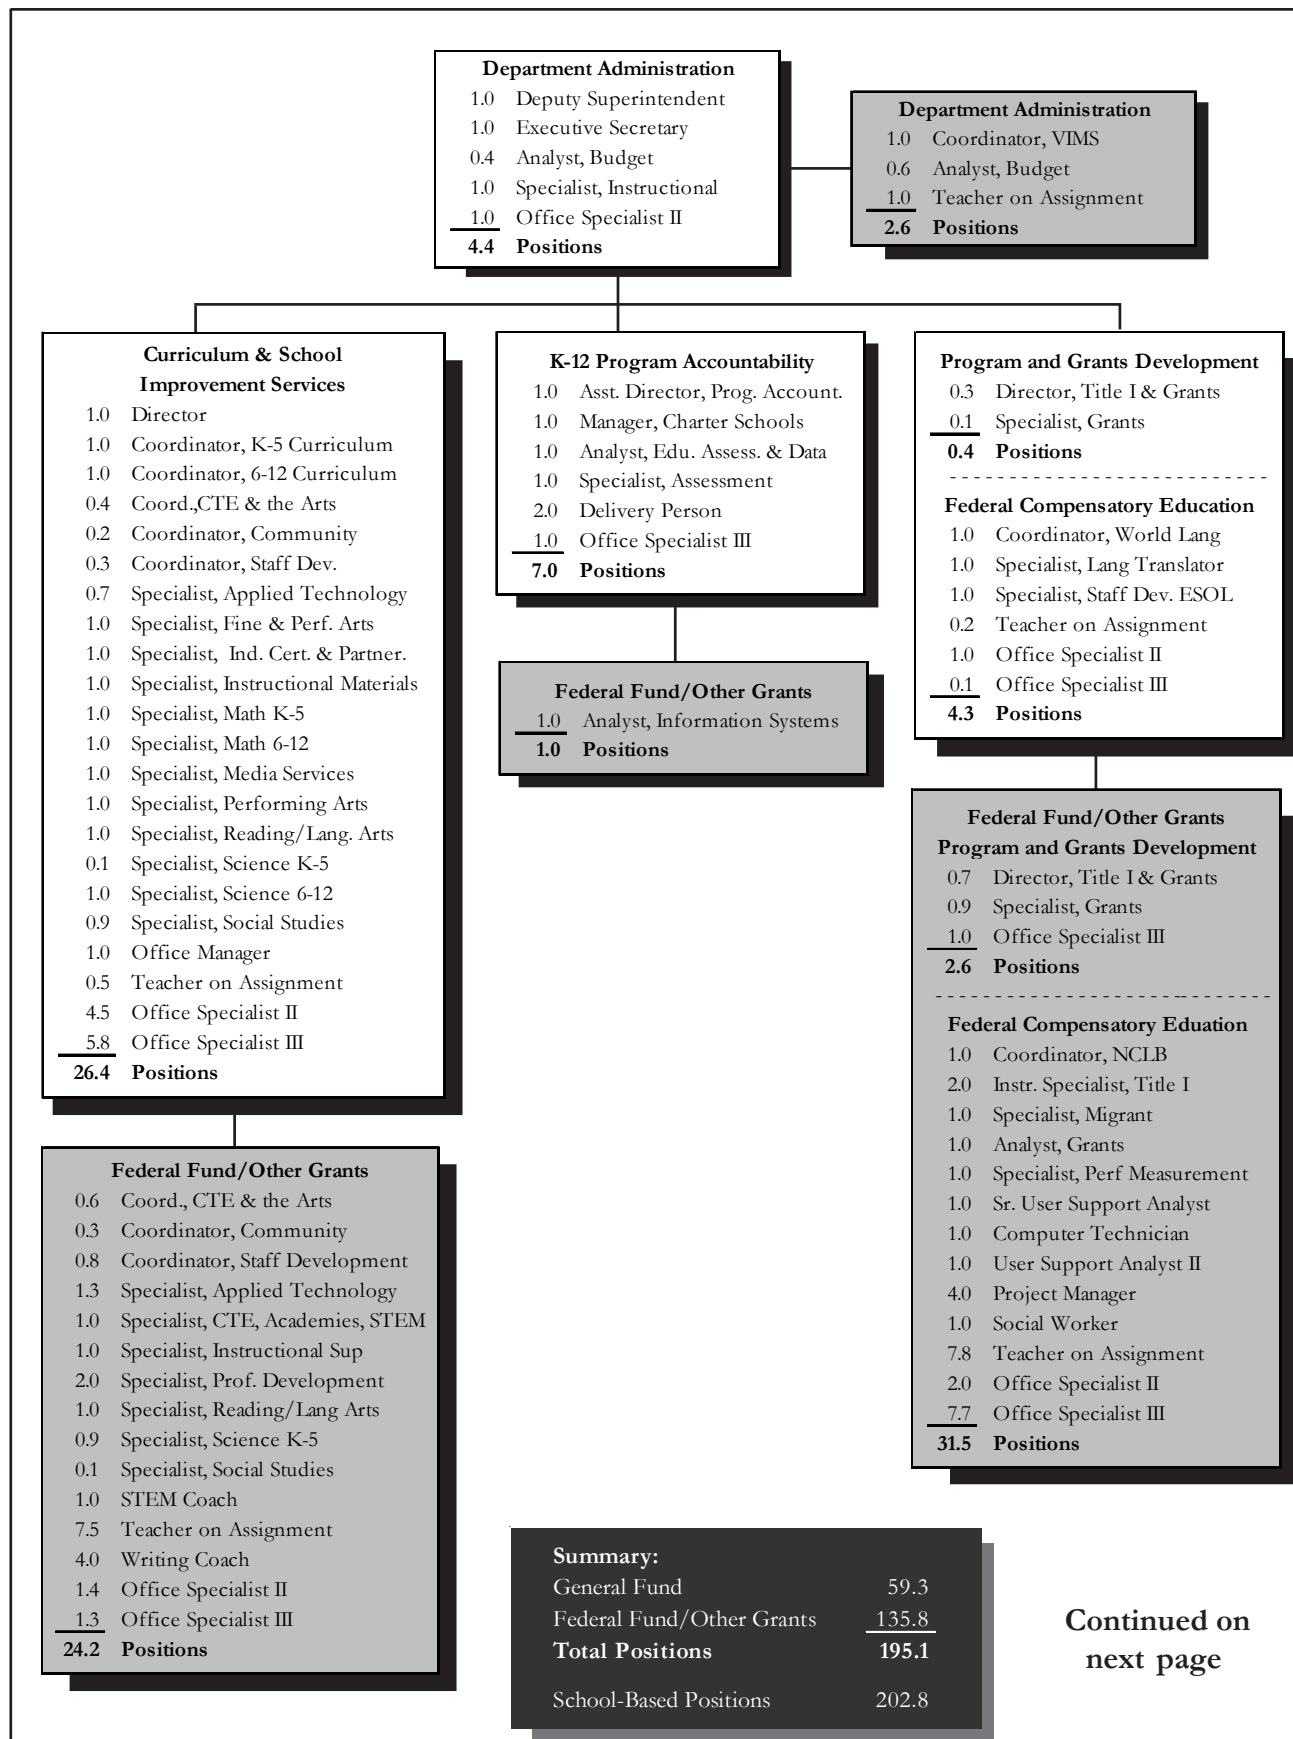 Department Administration
1.0 Deputy Superintendent
1.0 Executive Secretary
0.4 Analyst, Budget
1.0 Specialist, Instructional
1.0 Office Specialist II
4.4 Positions
Department Administration
1.0 Coordinator, VIMS
0.6 Analyst, Budget
1.0 Teacher on Assignment
2.6 Positions
Curriculum & School
Improvement Services
1.0 Director
1.0 Coordinator, K-5 Curriculum
1.0 Coordinator, 6-12 Curriculum
0.4 Coord.,CTE & the Arts
0.2 Coordinator, Community
0.3 Coordinator, Staff Dev.
0.7 Specialist, Applied Technology
1.0 Specialist, Fine & Perf. Arts
1.0 Specialist, Ind. Cert. & Partner.
1.0 Specialist, Instructional Materials
1.0 Specialist, Math K-5
1.0 Specialist, Math 6-12
1.0 Specialist, Media Services
1.0 Specialist, Performing Arts
1.0 Specialist, Reading/Lang. Arts
0.1 Specialist, Science K-5
1.0 Specialist, Science 6-12
0.9 Specialist, Social Studies
1.0 Office Manager
0.5 Teacher on Assignment
4.5 Office Specialist II
5.8 Office Specialist III
26.4 Positions
Federal Fund/Other Grants
0.6 Coord., CTE & the Arts
0.3 Coordinator, Community
0.8 Coordinator, Staff Development
1.3 Specialist, Applied Technology
1.0 Specialist, CTE, Academies, STEM
1.0 Specialist, Instructional Sup
2.0 Specialist, Prof. Development
1.0 Specialist, Reading/Lang Arts
0.9 Specialist, Science K-5
0.1 Specialist, Social Studies
1.0 STEM Coach
7.5 Teacher on Assignment
4.0 Writing Coach
1.4 Office Specialist II
1.3 Office Specialist III
24.2 Positions
K-12 Program Accountability
1.0 Asst. Director, Prog. Account.
1.0 Manager, Charter Schools
1.0 Analyst, Edu. Assess. & Data
1.0 Specialist, Assessment
2.0 Delivery Person
1.0 Office Specialist III
7.0 Positions
Federal Fund/Other Grants
1.0 Analyst, Information Systems
1.0 Positions
Program and Grants Development
0.3 Director, Title I & Grants
0.1 Specialist, Grants
0.4 Positions
Federal Compensatory Education
1.0 Coordinator, World Lang
1.0 Specialist, Lang Translator
1.0 Specialist, Staff Dev. ESOL
0.2 Teacher on Assignment
1.0 Office Specialist II
0.1 Office Specialist III
4.3 Positions
Federal Fund/Other Grants
Program and Grants Development
0.7 Director, Title I & Grants
0.9 Specialist, Grants
1.0 Office Specialist III
2.6 Positions
Federal Compensatory Eduation
1.0 Coordinator, NCLB
2.0 Instr. Specialist, Title I
1.0 Specialist, Migrant
1.0 Analyst, Grants
1.0 Specialist, Perf Measurement
1.0 Sr. User Support Analyst
1.0 Computer Technician
1.0 User Support Analyst II
4.0 Project Manager
1.0 Social Worker
7.8 Teacher on Assignment
2.0 Office Specialist II
7.7 Office Specialist III
31.5 Positions
Summary:
General Fund 59.3
Federal Fund/Other Grants 135.8
Total Positions 195.1
School-Based Positions 202.8
Continued on
next page